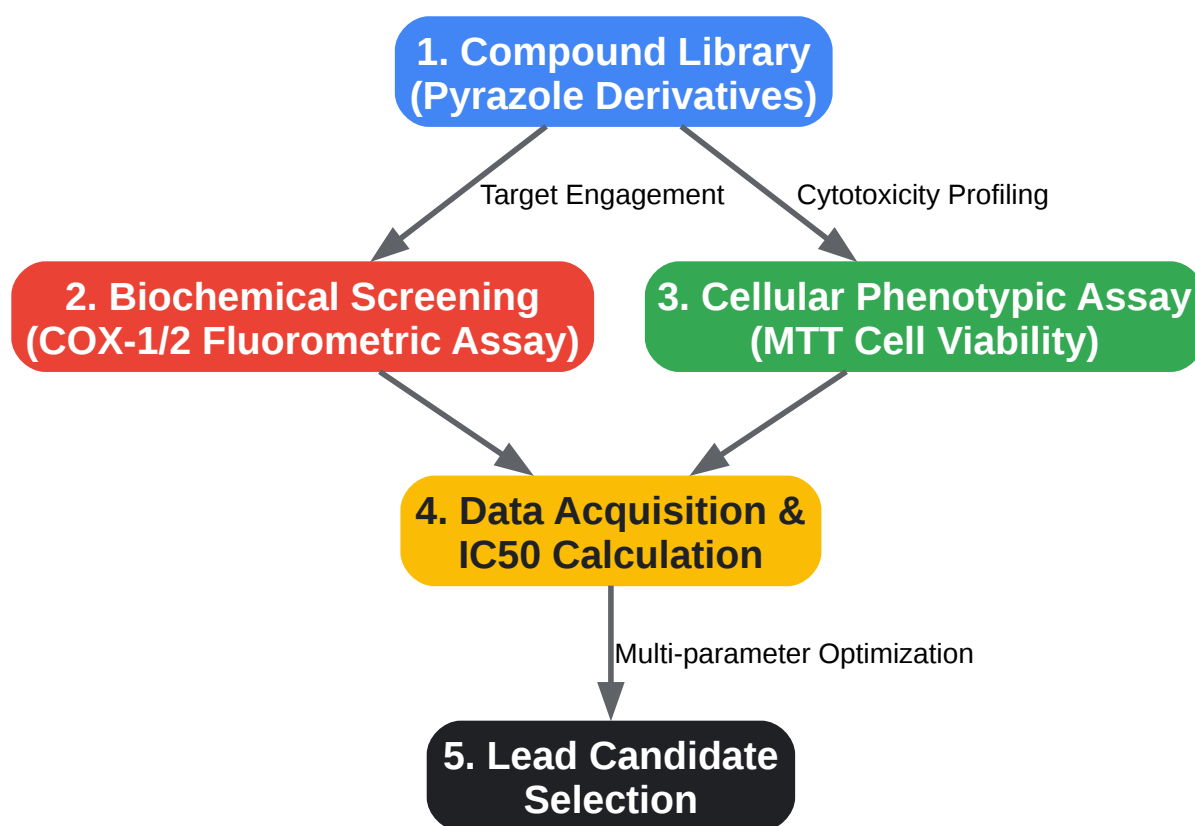 1. Compound Library
(Pyrazole Derivatives)
Target Engagement
Cytotoxicity Profiling
2. Biochemical Screening
(COX-1/2 Fluorometric Assay)
3. Cellular Phenotypic Assay
(MTT Cell Viability)
4. Data Acquisition &
IC50 Calculation
Multi-parameter Optimization
5. Lead Candidate
Selection